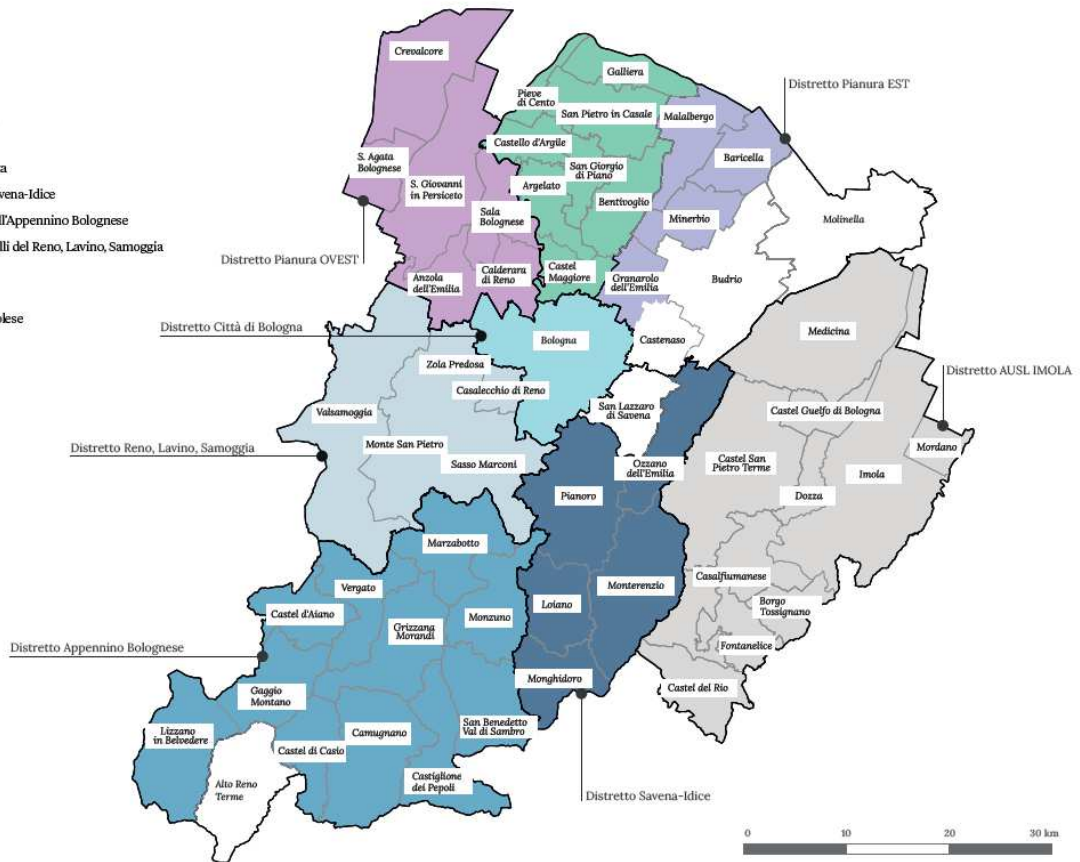 a
vena-Idice
ll'Appennino Bolognese
lli del Reno, Lavino, Samoggia
olese
Crevalcore
Galliera
Distretto Pianura EST
Pieve
di Cento
San Pietro in Casale
Malalbergo
Castello d'Argile
Baricella
S. Agata
Bolognese
San Giorgio
di Piano
S. Giovanni
in Persiceto
Argelato
Bentivoglio
Sala
Bolognese
Minerbio
Molinella
Distretto Pianura OVEST
Anzola
dell'Emilia
Calderara
di Reno
Castel
Maggiore
Granarolo
dell'Emilia
Budrio
Distretto Città di Bologna
Bologna
Castenaso
Medicina
Zola Predosa
Distretto AUSL IMOLA
Casalecchio di Reno
Valsamoggia
San Lazzaro
di Savena
Castel Guelfo di Bologna
Distretto Reno, Lavino, Samoggia
Monte San Pietro
Sasso Marconi
Ozzano
dell'Emilia
Castel San
Pietro Terme
Mordano
Imola
Pianoro
Dozza
Marzabotto
Vergato
Monterenzio
Casalfiumanese
Castel d'Aiano
Loiano
Borgo
Tossignano
Monzuno
Grizzana
Morandi
Distretto Appennino Bolognese
Fontanelice
Monghidoro
Castel del Rio
Gaggio
Montano
San Benedetto
Val di Sambro
Lizzano
in Belvedere
Camugnano
Castel di Casio
Castiglione
dei Pepoli
Alto Reno
Terme
Distretto Savena-Idice
0 10 20 30 km